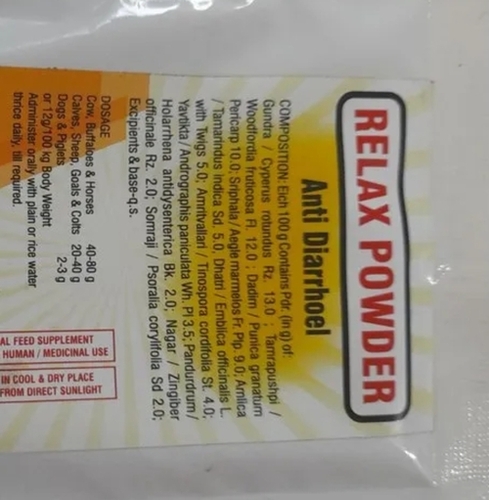 RELAX POWDER
Anti Diarrhoel
COMPOSITION: Eich 100 g Contains Pdr. (in g) of:
Gundra / Cyperus rotundus Rz. 13.0 ; Tamrapushpi /
Woodfordia fruticosa Fl. 12.0 ; Dadim / Punica granatum
Pericarp 10.0; Sriphala / Aegle marmelos Fr. Plp. 9.0; Amlica
/ Tamarindus indica Sd. 5.0, Dhatri / Emblica officinalis L.
with Twigs 5.0; Amritvallari / Tinospora cordifolia St. 4.0;
Yavtikta / Andrographis paniculata Wh. Pl 3.5; Pandurdrum /
Holarrhena antidysenterica Bk. 2.0; Nagar / Zingiber
officinale Rz. 2.0; Somraji / Psoralia corylifolia Sd 2.0;
Excipients & base-q.s.
DOSAGE
Cow, Buffaloes & Horses 40-80 g
Calves, Sheep, Goals & Colts 20-40 g
Dogs & Piglets 2-3 g
or 12g/100 kg Body Weight
Administer orally with plain or rice water
thrice daily, till required.
AL FEED SUPPLEMENT
HUMAN / MEDICINAL USE
IN COOL & DRY PLACE
FROM DIRECT SUNLIGHT